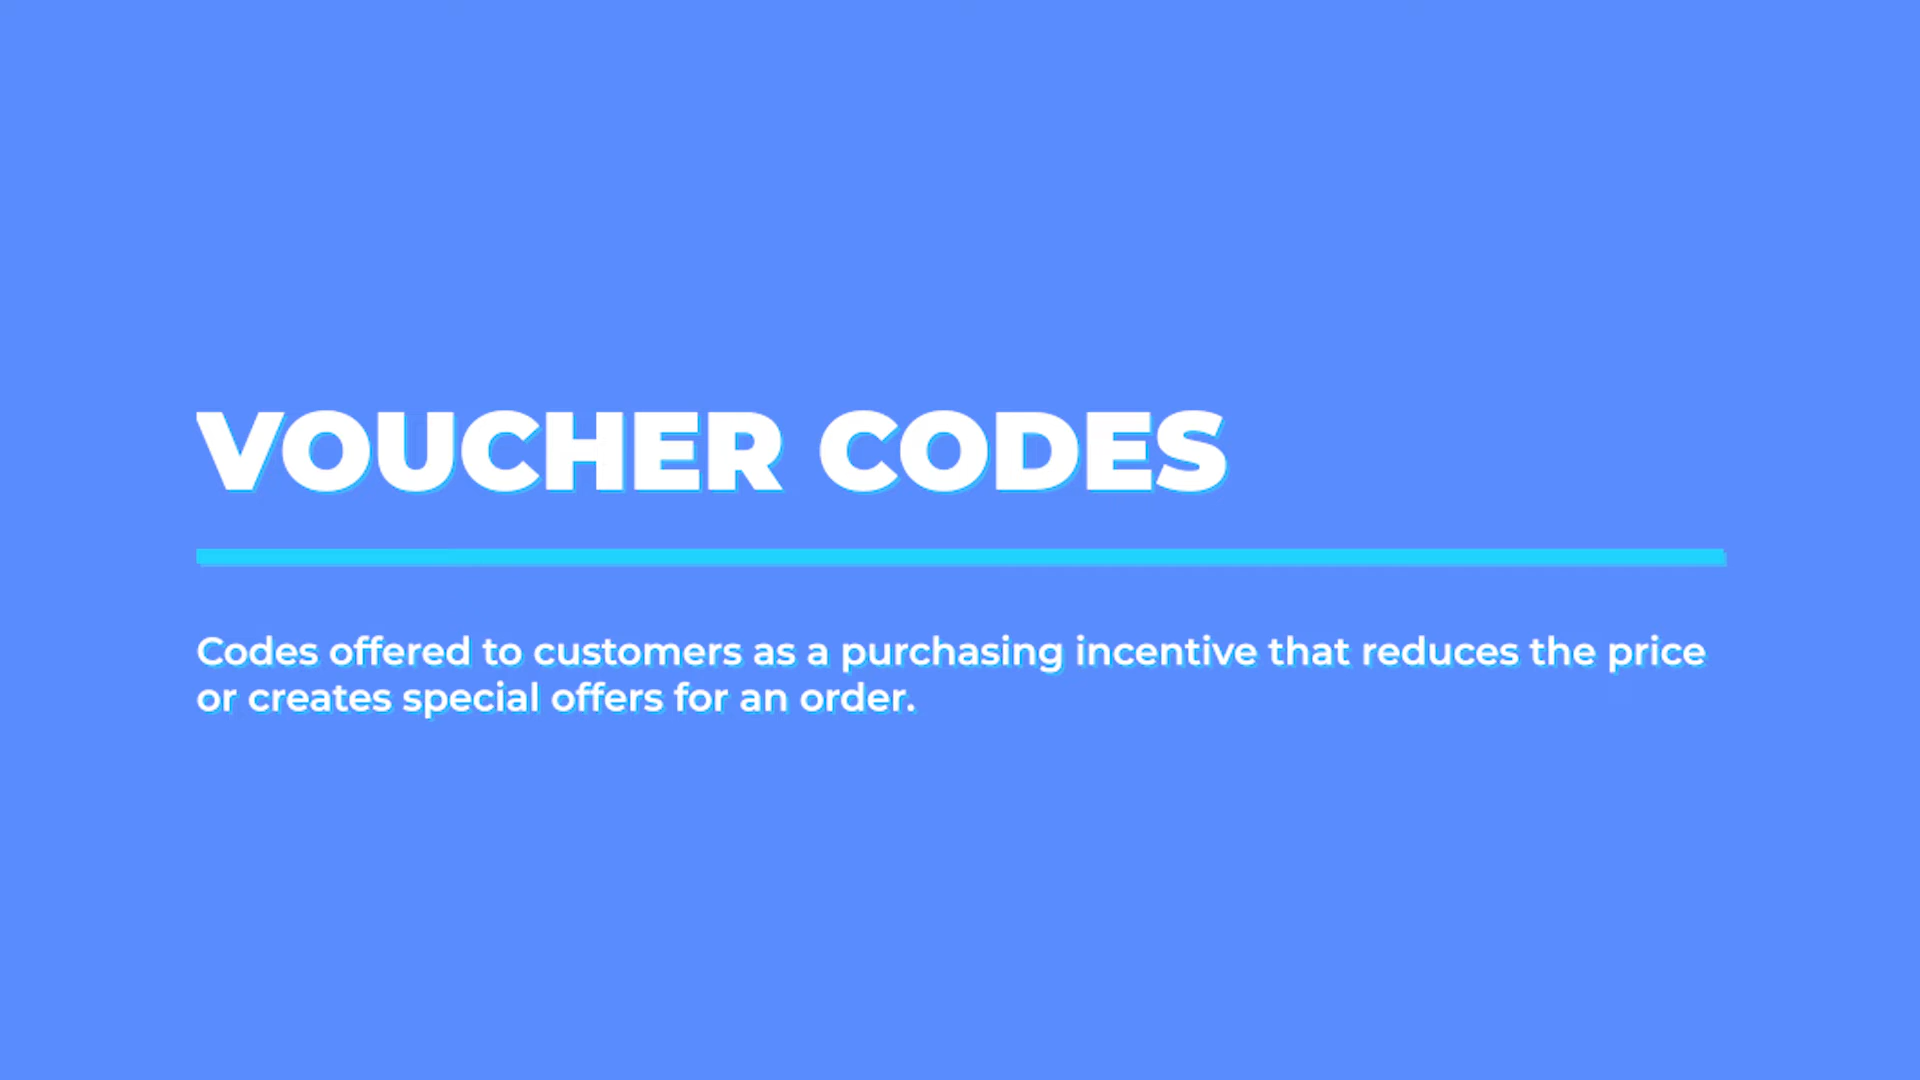 VOUCHER CODES
Codes offered to customers as a purchasing incentive that reduces the price
or creates special offers for an order.